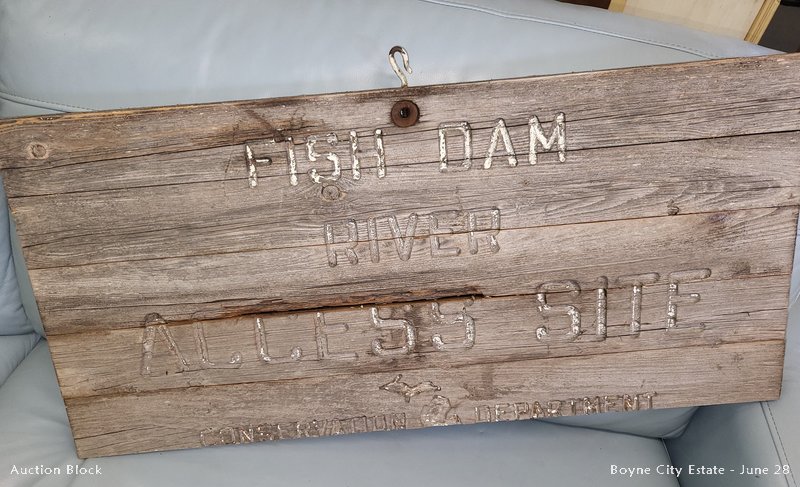 FISH DAM
RIVER
ACCESS SITE
CONSERVATION DEPARTMENT
Auction Block
Boyne City Estate - June 28